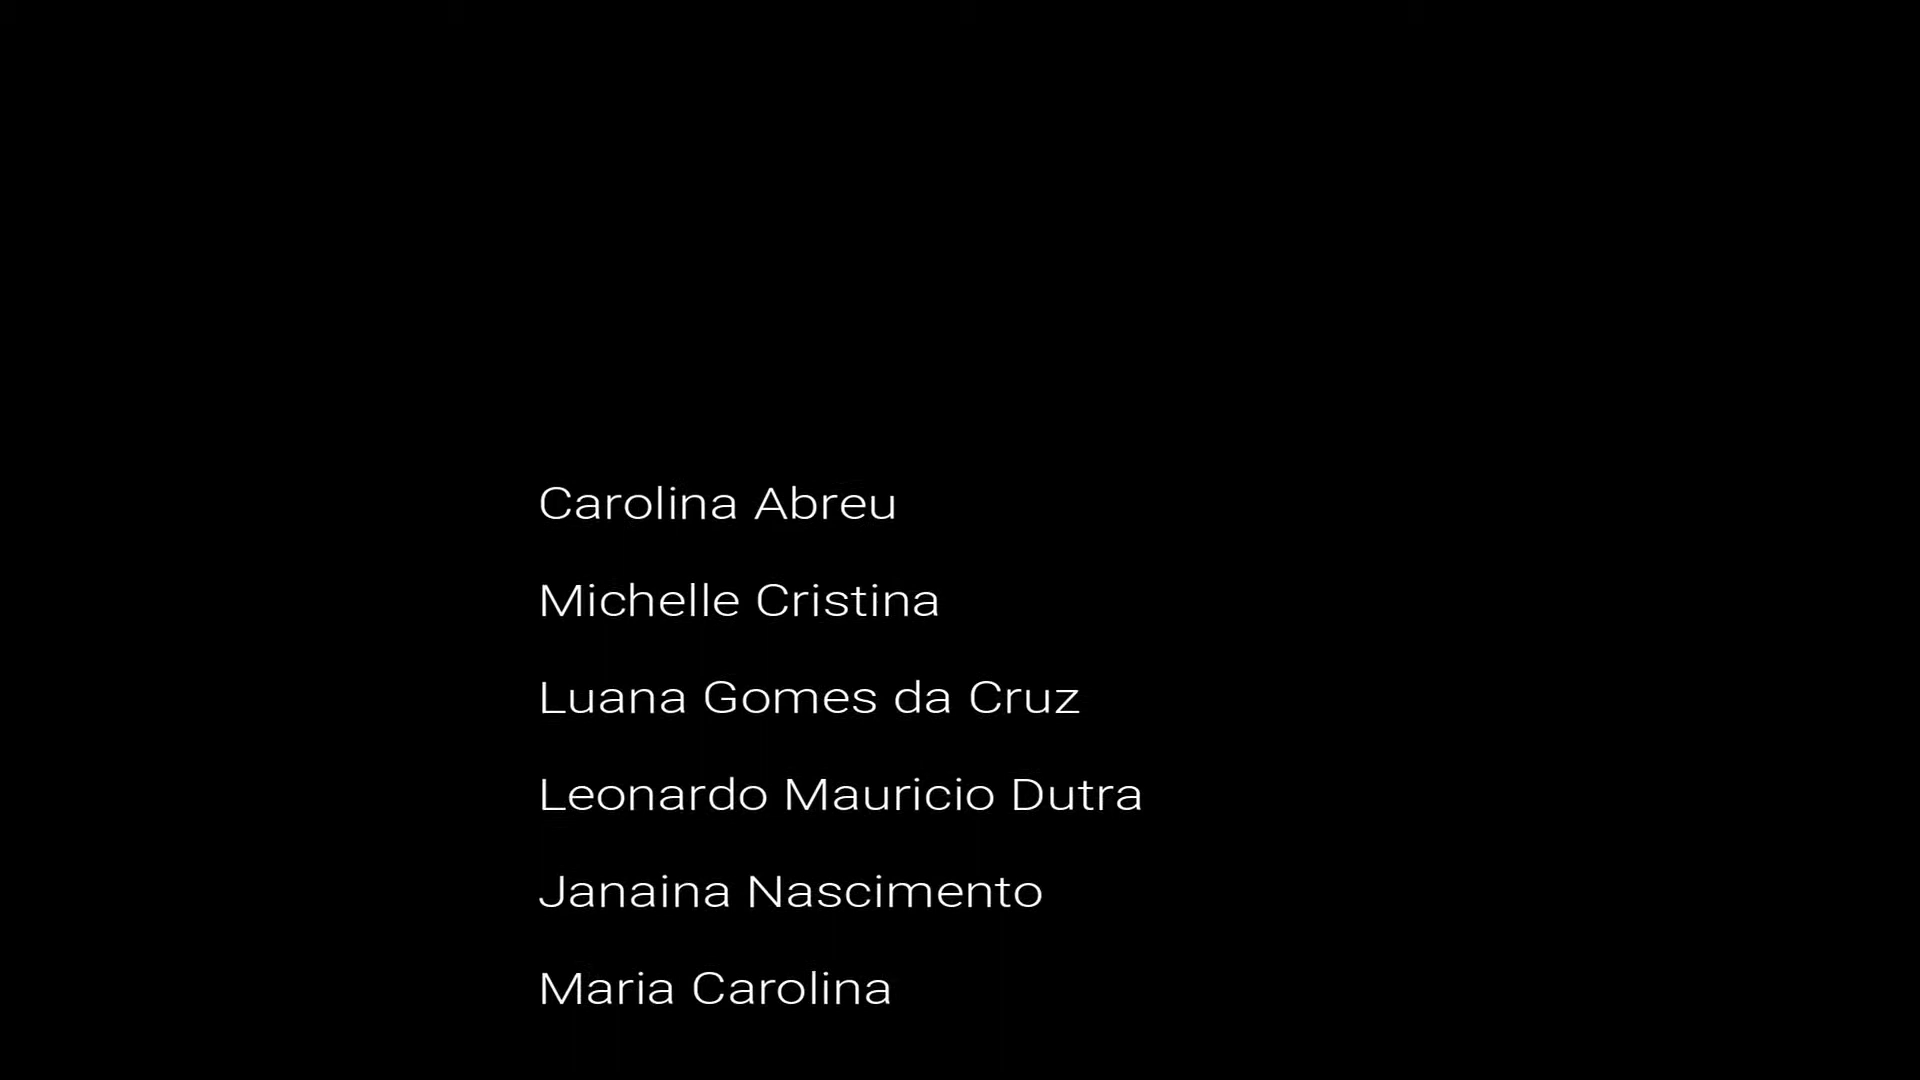 Carolina Abreu
Michelle Cristina
Luana Gomes da Cruz
Leonardo Mauricio Dutra
Janaina Nascimento
Maria Carolina